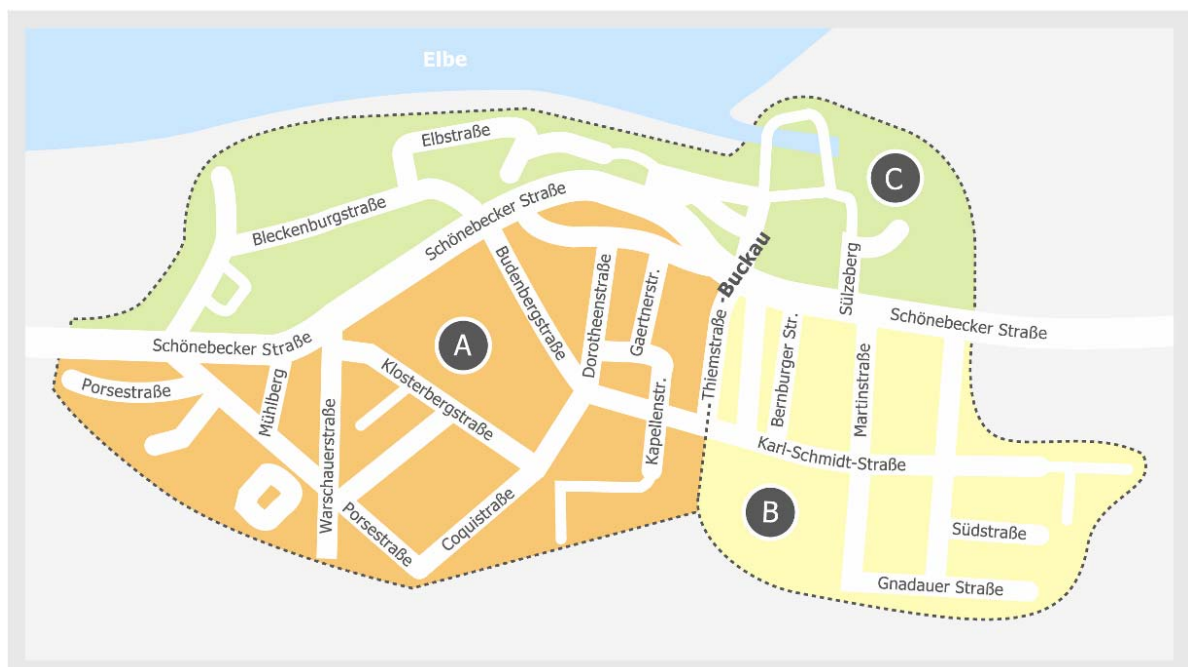 Elbe
Elbstraße
C
Bleckenburgstraße
Schönebecker Straße
Buckau
Sülzeberg
Budenbergstraße
Dorotheenstraße
Gaertnerstr.
Schönebecker Straße
Schönebecker Straße
A
Thiemstraße -
Bernburger Str.
Martinstraße
Porsestraße
Mühlberg
Klosterbergstraße
Kapellenstr.
Warschauerstraße
Karl-Schmidt-Straße
Porsestraße
Coquistraße
B
Südstraße
Gnadauer Straße